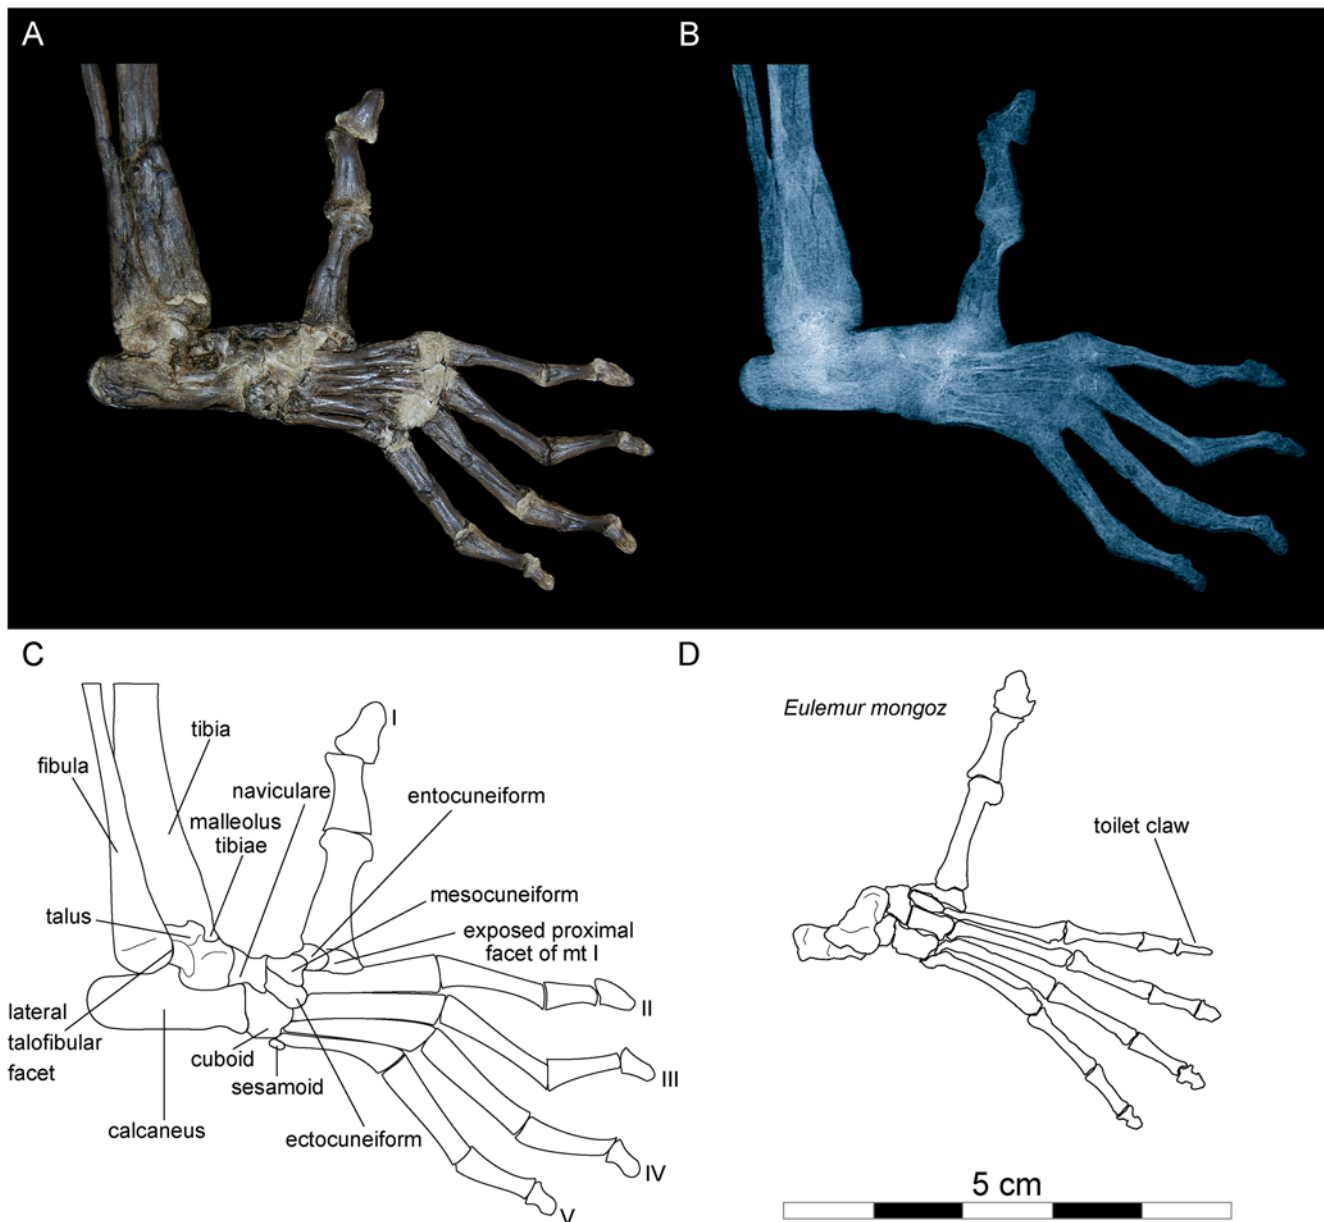 A
B
C
D
Eulemur mongoz
I
tibia
fibula
naviculare
entocuneiform
malleolus
tibiae
toilet claw
mesocuneiform
talus
exposed proximal
facet of mt I
II
lateral
talofibular
facet
cuboid
sesamoid
III
calcaneus
ectocuneiform
IV
V
5 cm